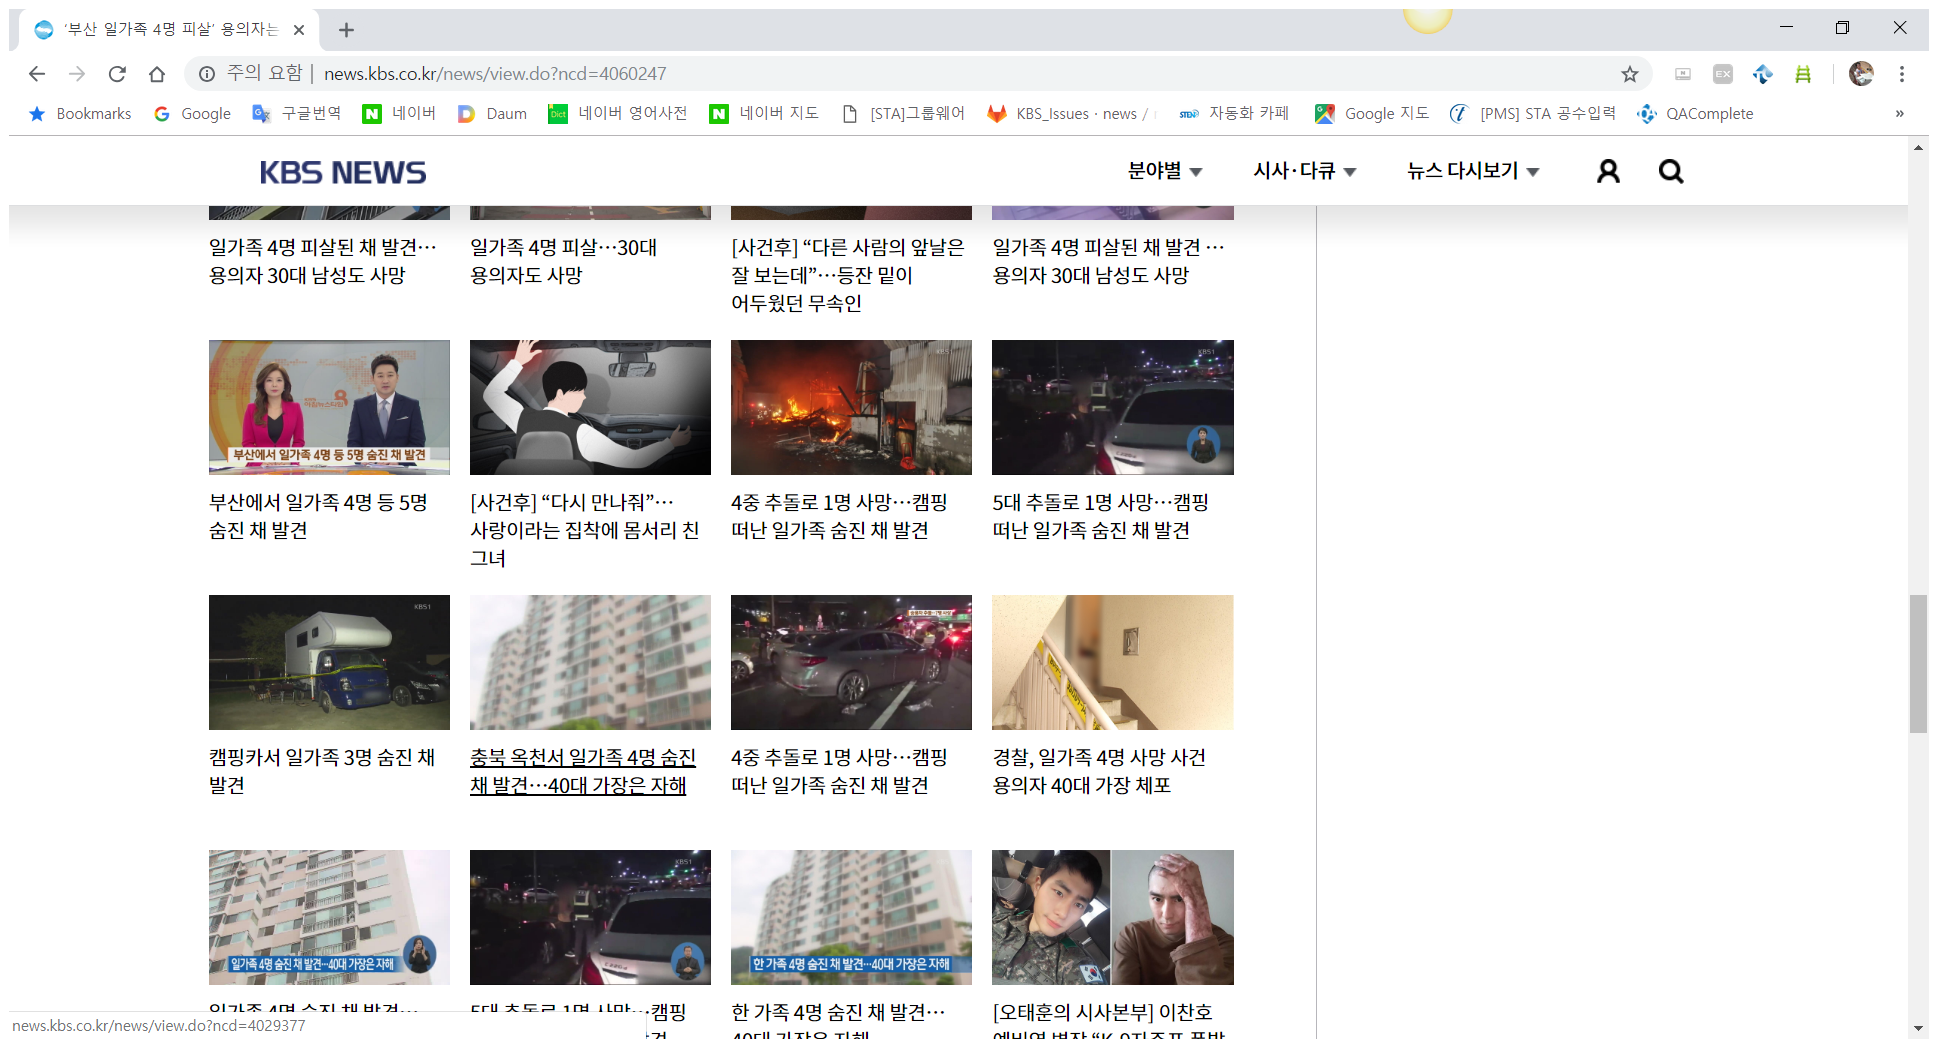 ‘부산 일가족 4명 피살’ 용의자는
주의 요함 | news.kbs.co.kr/news/view.do?ncd=4060247
EX
Bookmarks Google 구글번역 네이버 Daum 네이버 영어사전 네이버 지도 [STA]그룹웨어 KBS_Issues · news / 자동화 카페 Google 지도 [PMS] STA 공수입력 QAComplete »
KBS NEWS 분야별 시사·다큐 뉴스 다시보기
일가족 4명 피살된 채 발견…
용의자 30대 남성도 사망
일가족 4명 피살…30대
용의자도 사망
[사건후] “다른 사람의 앞날은
잘 보는데”…등잔 밑이
어두웠던 무속인
일가족 4명 피살된 채 발견 …
용의자 30대 남성도 사망
부산에서 일가족 4명 등 5명 숨진 채 발견
KBS1
KBS1
부산에서 일가족 4명 등 5명
숨진 채 발견
[사건후] “다시 만나줘”…
사랑이라는 집착에 몸서리 친
그녀
4중 추돌로 1명 사망…캠핑
떠난 일가족 숨진 채 발견
5대 추돌로 1명 사망…캠핑
떠난 일가족 숨진 채 발견
KBS1
캠핑카서 일가족 3명 숨진 채
발견
충북 옥천서 일가족 4명 숨진
채 발견…40대 가장은 자해
4중 추돌로 1명 사망…캠핑
떠난 일가족 숨진 채 발견
경찰, 일가족 4명 사망 사건
용의자 40대 가장 체포
일가족 4명 숨진 채 발견…40대 가장은 자해
KBS1
한 가족 4명 숨진 채 발견…40대 가장은 자해
일가족 4명 숨진 채 발견…
5대 추돌로 1명 사망…캠핑
한 가족 4명 숨진 채 발견…
40대 가장은 자해
[오태훈의 시사본부] 이찬호
예비역 병장 “K-9자주포 폭발
news.kbs.co.kr/news/view.do?ncd=4029377